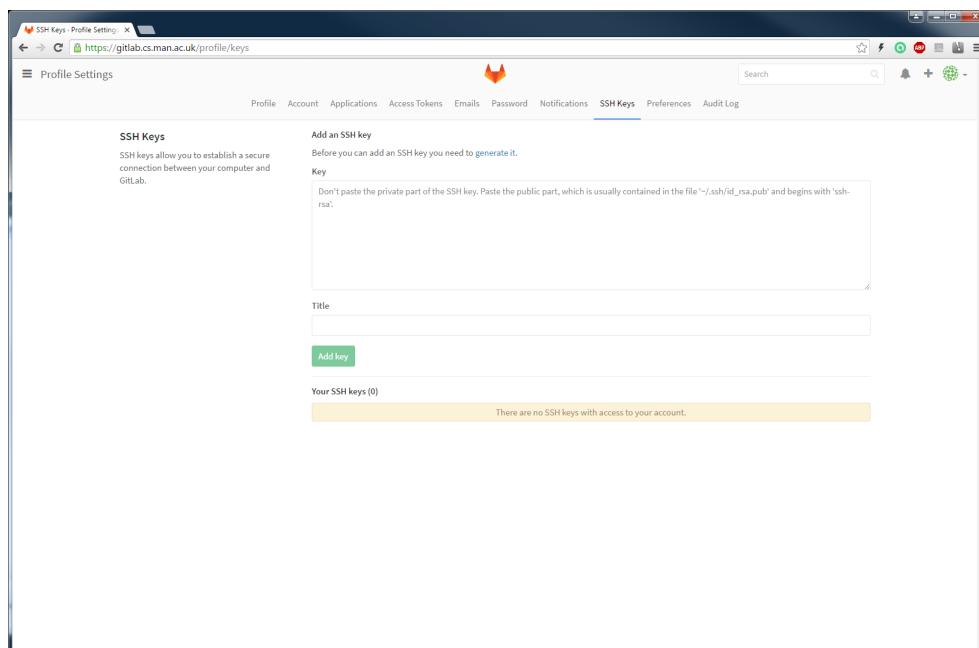 SSH Keys · Profile Settings
https://gitlab.cs.man.ac.uk/profile/keys
ABP
Profile Settings
Search
Profile Account Applications Access Tokens Emails Password Notifications SSH Keys Preferences Audit Log
SSH Keys
SSH keys allow you to establish a secure
connection between your computer and
GitLab.
Add an SSH key
Before you can add an SSH key you need to generate it.
Key
Don't paste the private part of the SSH key. Paste the public part, which is usually contained in the file '~/.ssh/id_rsa.pub' and begins with 'ssh-
rsa'.
Title
Add key
Your SSH keys (0)
There are no SSH keys with access to your account.